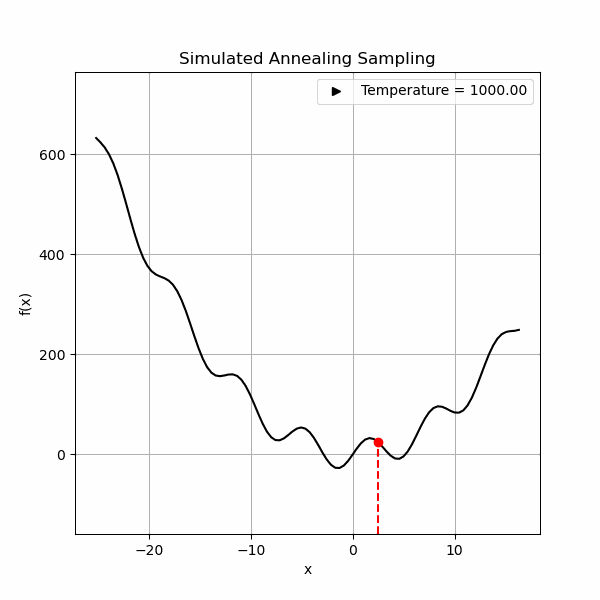 Simulated Annealing Sampling
Temperature = 1000.00
600
400
200
0
f(x)
−20
−10
0
10
x